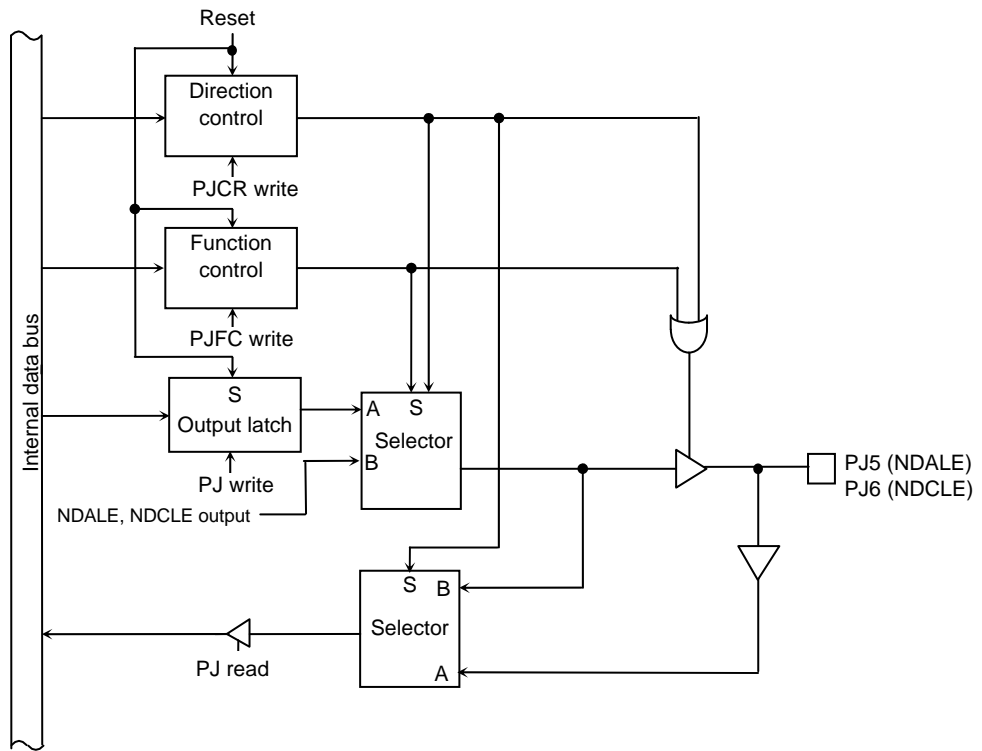 Reset
Direction
control
PJCR write
Function
control
PJFC write
Internal data bus
S
Output latch
PJ write
NDALE, NDCLE output
A
S
Selector
B
PJ5 (NDALE)
PJ6 (NDCLE)
S
B
Selector
A
PJ read